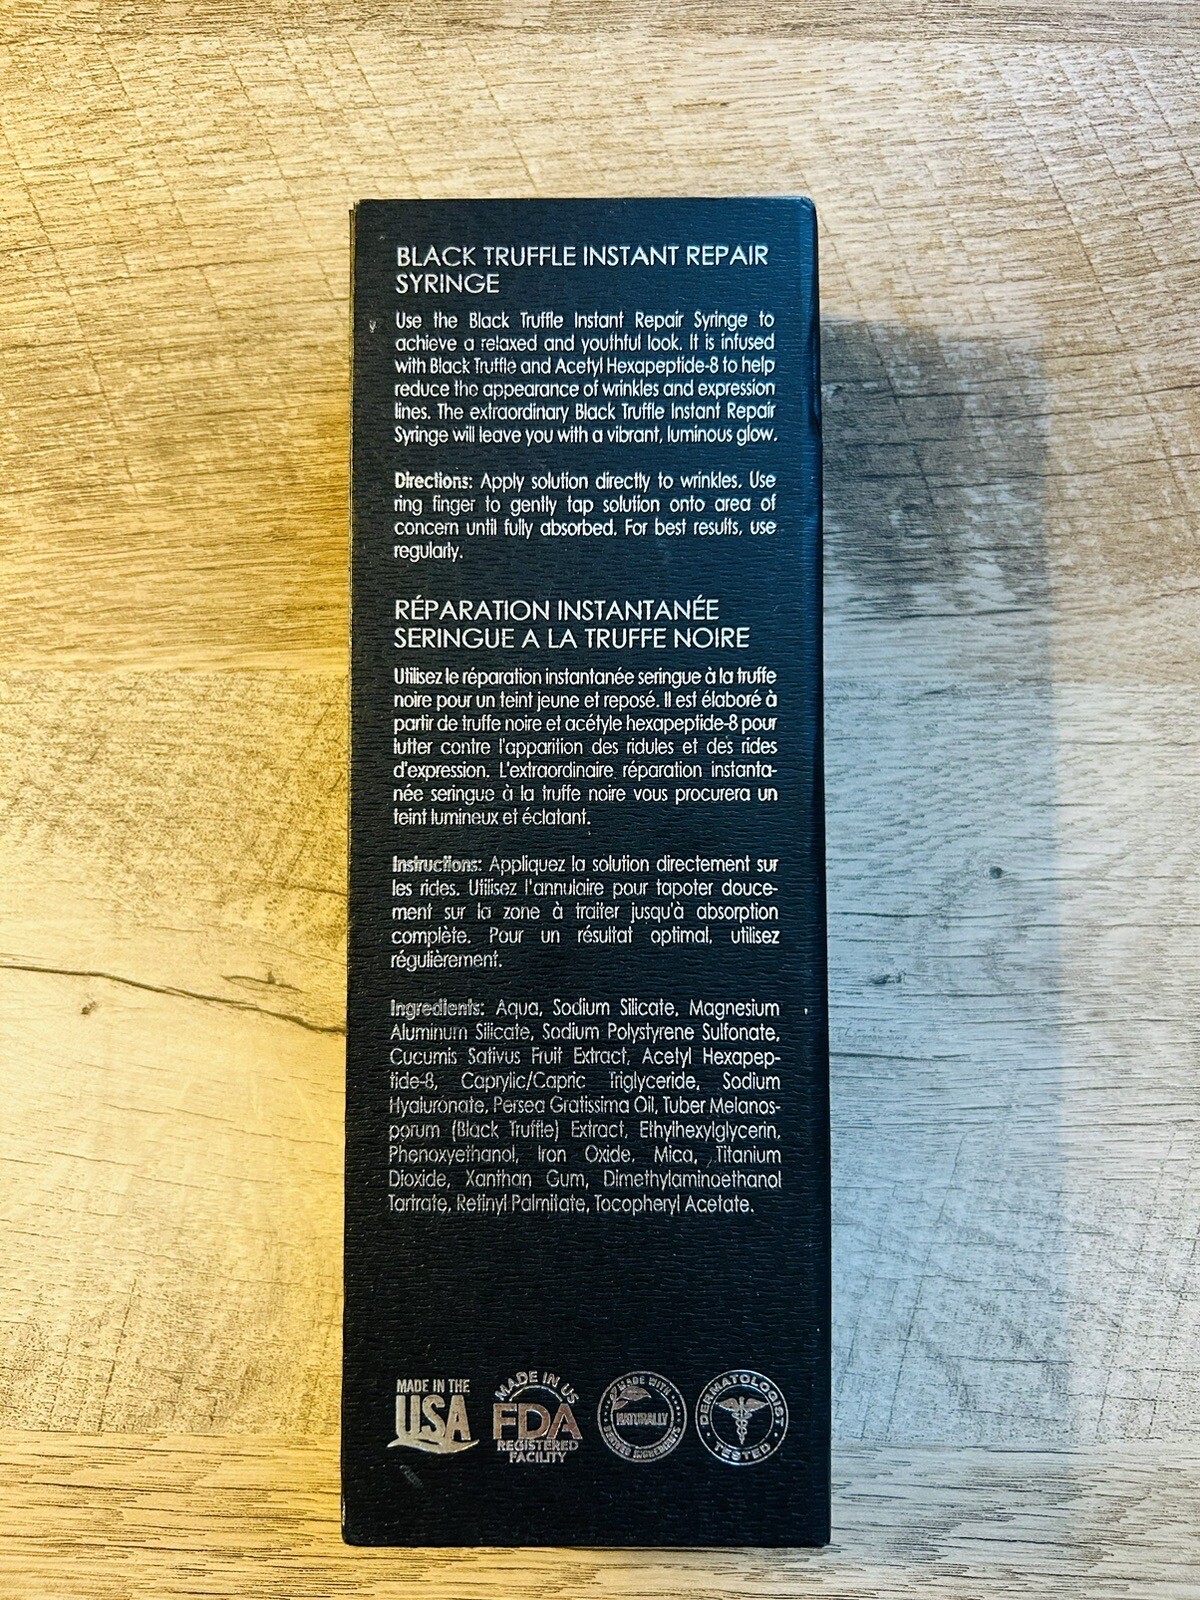 BLACK TRUFFLE INSTANT REPAIR
SYRINGE
Use the Black Truffle Instant Repair Syringe to
achieve a relaxed and youthful look. It is infused
with Black Truffle and Acetyl Hexapeptide-8 to help
reduce the appearance of wrinkles and expression
lines. The extraordinary Black Truffle Instant Repair
Syringe will leave you with a vibrant, luminous glow.
Directions: Apply solution directly to wrinkles. Use
ring finger to gently tap solution onto area of
concern until fully absorbed. For best results, use
regularly.
RÉPARATION INSTANTANÉE
SERINGUE A LA TRUFFE NOIRE
Utilisez le réparation instantanée seringue à la truffe
noire pour un teint jeune et reposé. Il est élaboré à
partir de truffe noire et acétyle hexapeptide-8 pour
lutter contre l'apparition des ridules et des rides
d'expression. L'extraordinaire réparation instanta-
née seringue à la truffe noire vous procurera un
teint lumineux et éclatant.
Instructions: Appliquez la solution directement sur
les rides. Utilisez l'annulaire pour tapoter douce-
ment sur la zone à traiter jusqu'à absorption
complète. Pour un résultat optimal, utilisez
régulièrement.
Ingredients: Aqua, Sodium Silicate, Magnesium
Aluminum Silicate, Sodium Polystyrene Sulfonate,
Cucumis Sativus Fruit Extract, Acetyl Hexapep-
tide-8, Caprylic/Capric Triglyceride, Sodium
Hyaluronate, Persea Gratissima Oil, Tuber Melanos-
porum (Black Truffle) Extract, Ethylhexylglycerin,
Phenoxyethanol, Iron Oxide, Mica, Titanium
Dioxide, Xanthan Gum, Dimethylaminoethanol
Tartrate, Retinyl Palmitate, Tocopheryl Acetate.
MADE IN THE
USA
MADE IN US
FDA
REGISTERED
FACILITY
MADE WITH
NATURALLY
DERIVED INGREDIENTS
DERMATOLOGIST
TESTED